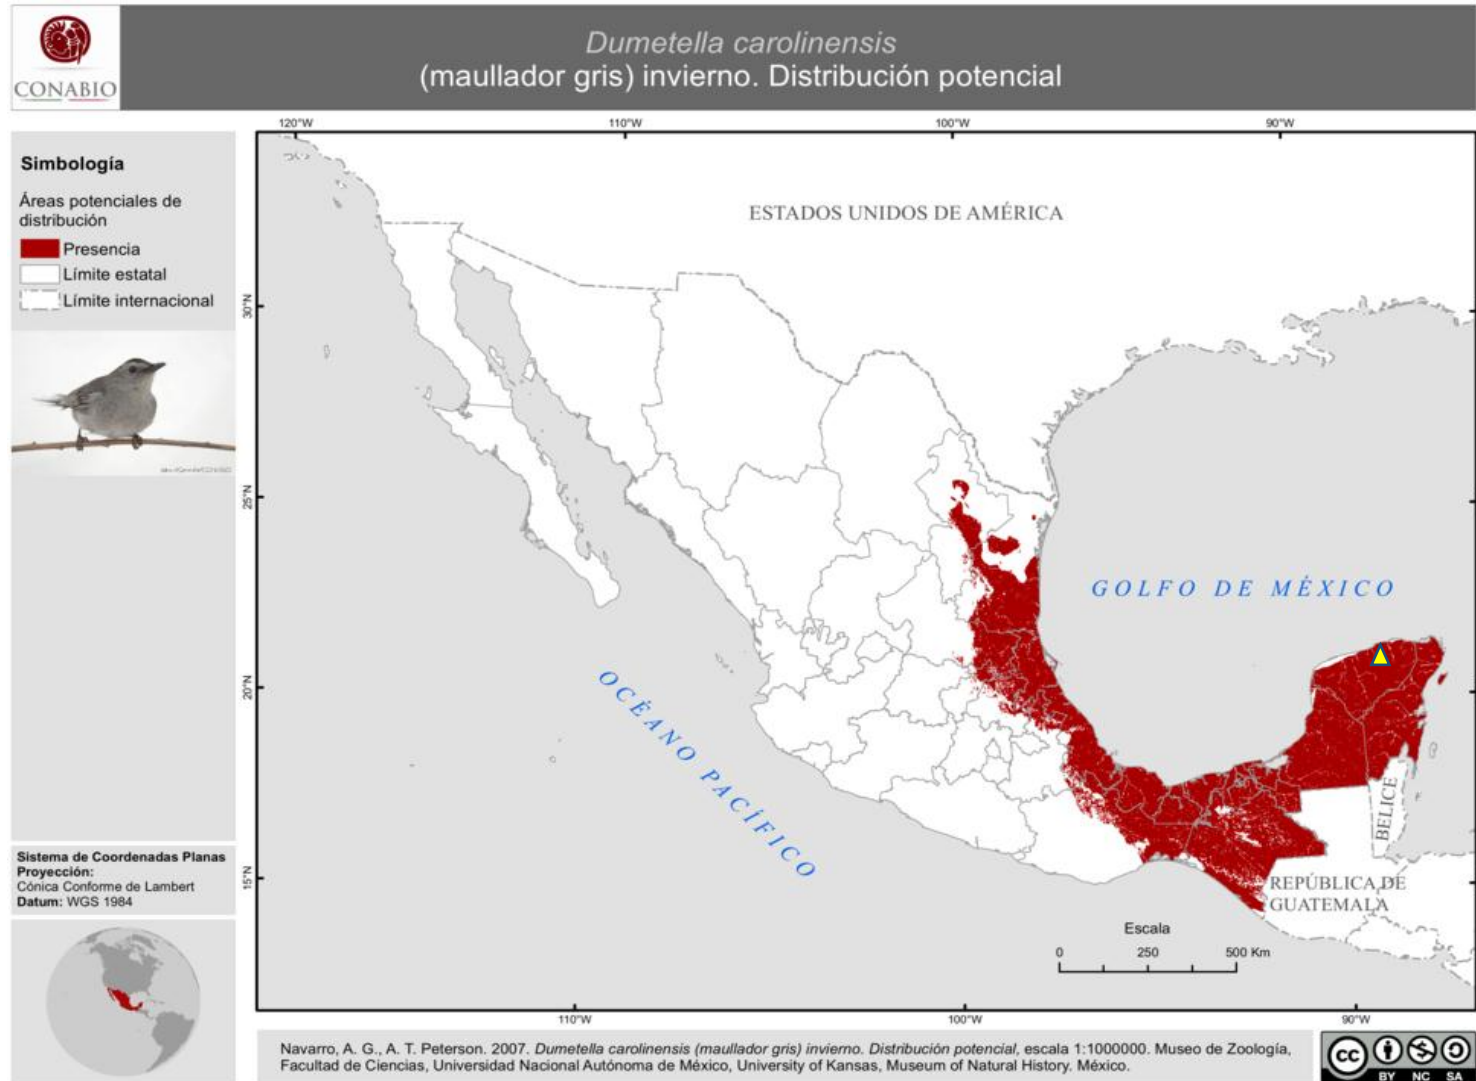 CONABIO
Dumetella carolinensis
(maullador gris) invierno. Distribución potencial
120°W 110°W 100°W 90°W
Simbología
Áreas potenciales de
distribución
Presencia
Límite estatal
Límite internacional
ESTADOS UNIDOS DE AMÉRICA
30°N
25°N
20°N
15°N
GOLFO DE MÉXICO
OCÉANO PACÍFICO
BELICE
REPÚBLICA DE
GUATEMALA
Escala
0 250 500 Km
Sistema de Coordenadas Planas
Proyección:
Cónica Conforme de Lambert
Datum: WGS 1984
110°W 100°W 90°W
Navarro, A. G., A. T. Peterson. 2007. Dumetella carolinensis (maullador gris) invierno. Distribución potencial, escala 1:1000000. Museo de Zoología,
Facultad de Ciencias, Universidad Nacional Autónoma de México, University of Kansas, Museum of Natural History. México.
cc
BY NC SA